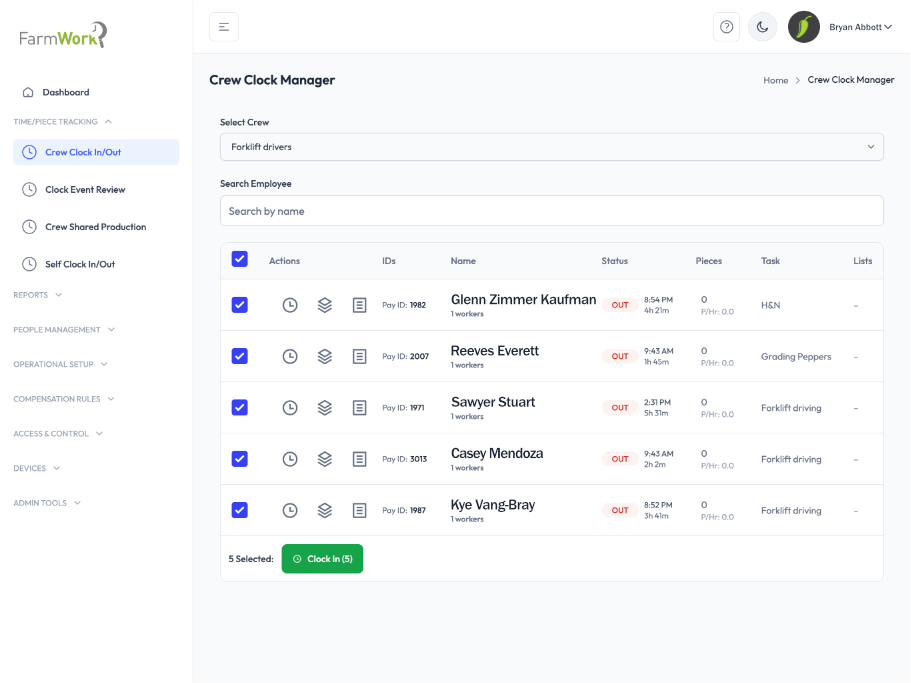 FarmWork
Bryan Abbott
Crew Clock Manager
Home
Crew Clock Manager
Dashboard
TIME/PIECE TRACKING
Crew Clock In/Out
Clock Event Review
Crew Shared Production
Self Clock In/Out
REPORTS
PEOPLE MANAGEMENT
OPERATIONAL SETUP
COMPENSATION RULES
ACCESS & CONTROL
DEVICES
ADMIN TOOLS
Select Crew
Forklift drivers
Search Employee
Search by name
Actions IDs Name Status Pieces Task Lists
Pay ID: 1982 Glenn Zimmer Kaufman OUT 8:54 PM 0 H&N -
1 workers 4h 21m P/Hr: 0.0
Pay ID: 2007 Reeves Everett OUT 9:43 AM 0 Grading Peppers -
1 workers 1h 45m P/Hr: 0.0
Pay ID: 1971 Sawyer Stuart OUT 2:31 PM 0 Forklift driving -
1 workers 5h 31m P/Hr: 0.0
Pay ID: 3013 Casey Mendoza OUT 9:43 AM 0 Forklift driving -
1 workers 2h 2m P/Hr: 0.0
Pay ID: 1987 Kye Vang-Bray OUT 8:52 PM 0 Forklift driving -
1 workers 3h 41m P/Hr: 0.0
5 Selected: Clock In (5)